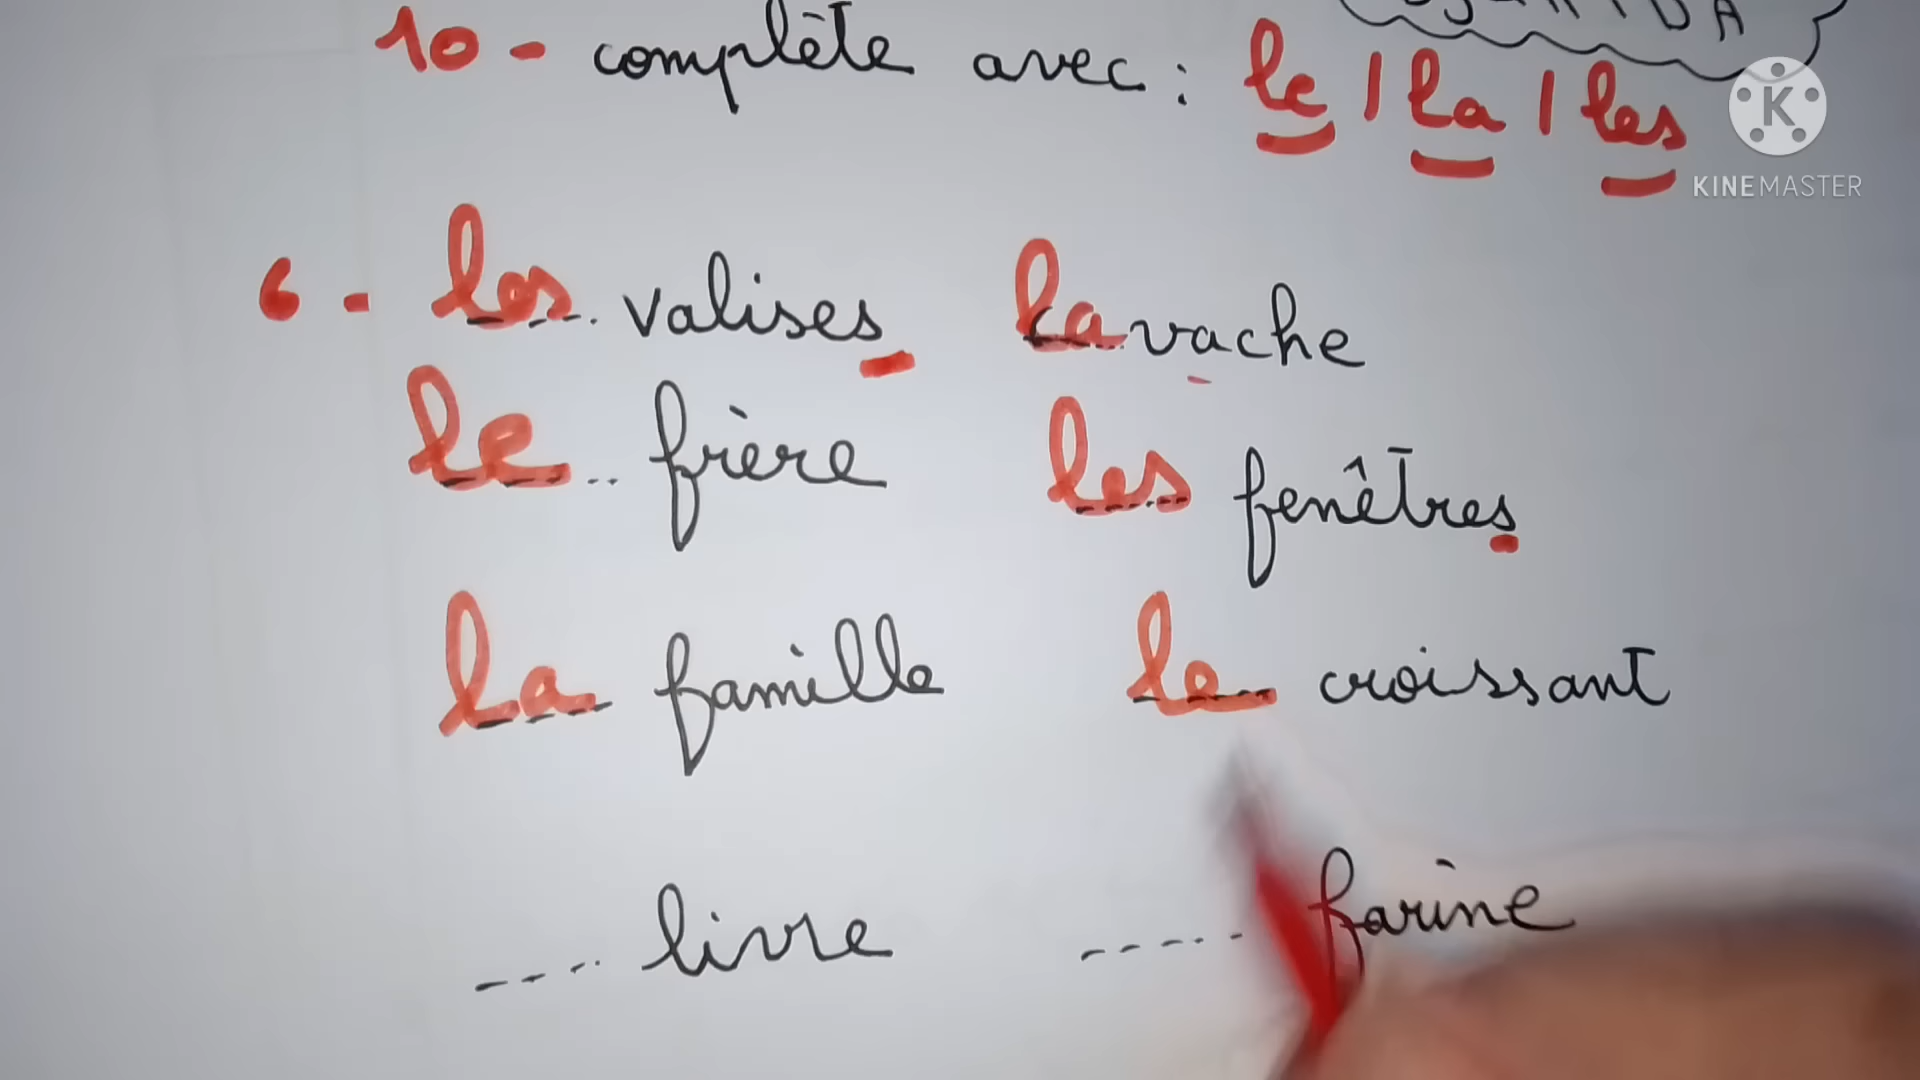 10 - complète avec : le / la / les
KINEMASTER
6 - les valises la vache
le frère les fenêtres
la famille le croissant
---- livre ----- farine